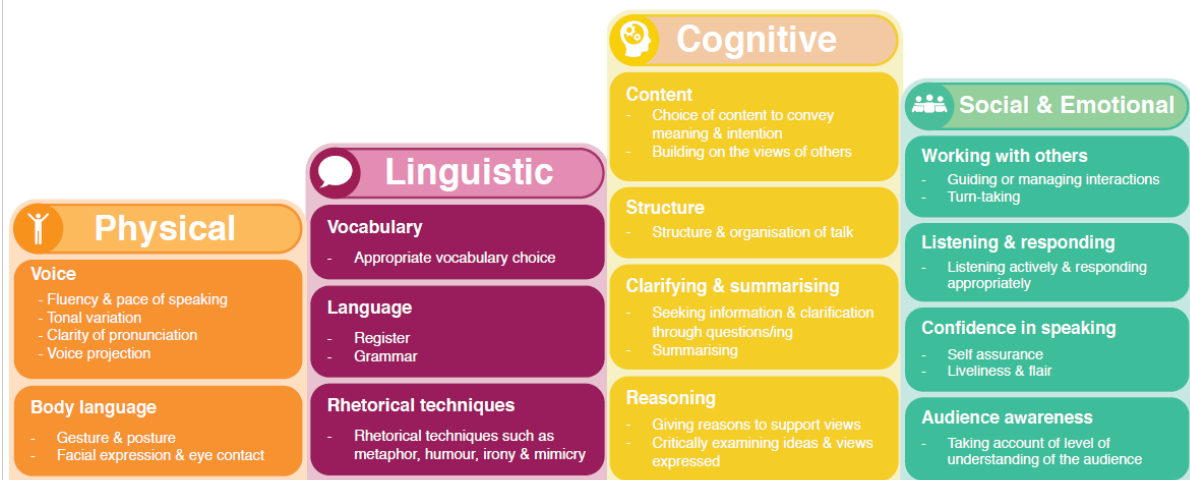 Physical
Voice
- Fluency & pace of speaking
- Tonal variation
- Clarity of pronunciation
- Voice projection
Body language
- Gesture & posture
- Facial expression & eye contact
Linguistic
Vocabulary
- Appropriate vocabulary choice
Language
- Register
- Grammar
Rhetorical techniques
- Rhetorical techniques such as
metaphor, humour, irony & mimicry
Cognitive
Content
- Choice of content to convey
meaning & intention
- Building on the views of others
Structure
- Structure & organisation of talk
Clarifying & summarising
- Seeking information & clarification
through questions/ing
- Summarising
Reasoning
- Giving reasons to support views
- Critically examining ideas & views
expressed
Social & Emotional
Working with others
- Guiding or managing interactions
- Turn-taking
Listening & responding
- Listening actively & responding
appropriately
Confidence in speaking
- Self assurance
- Liveliness & flair
Audience awareness
- Taking account of level of
understanding of the audience